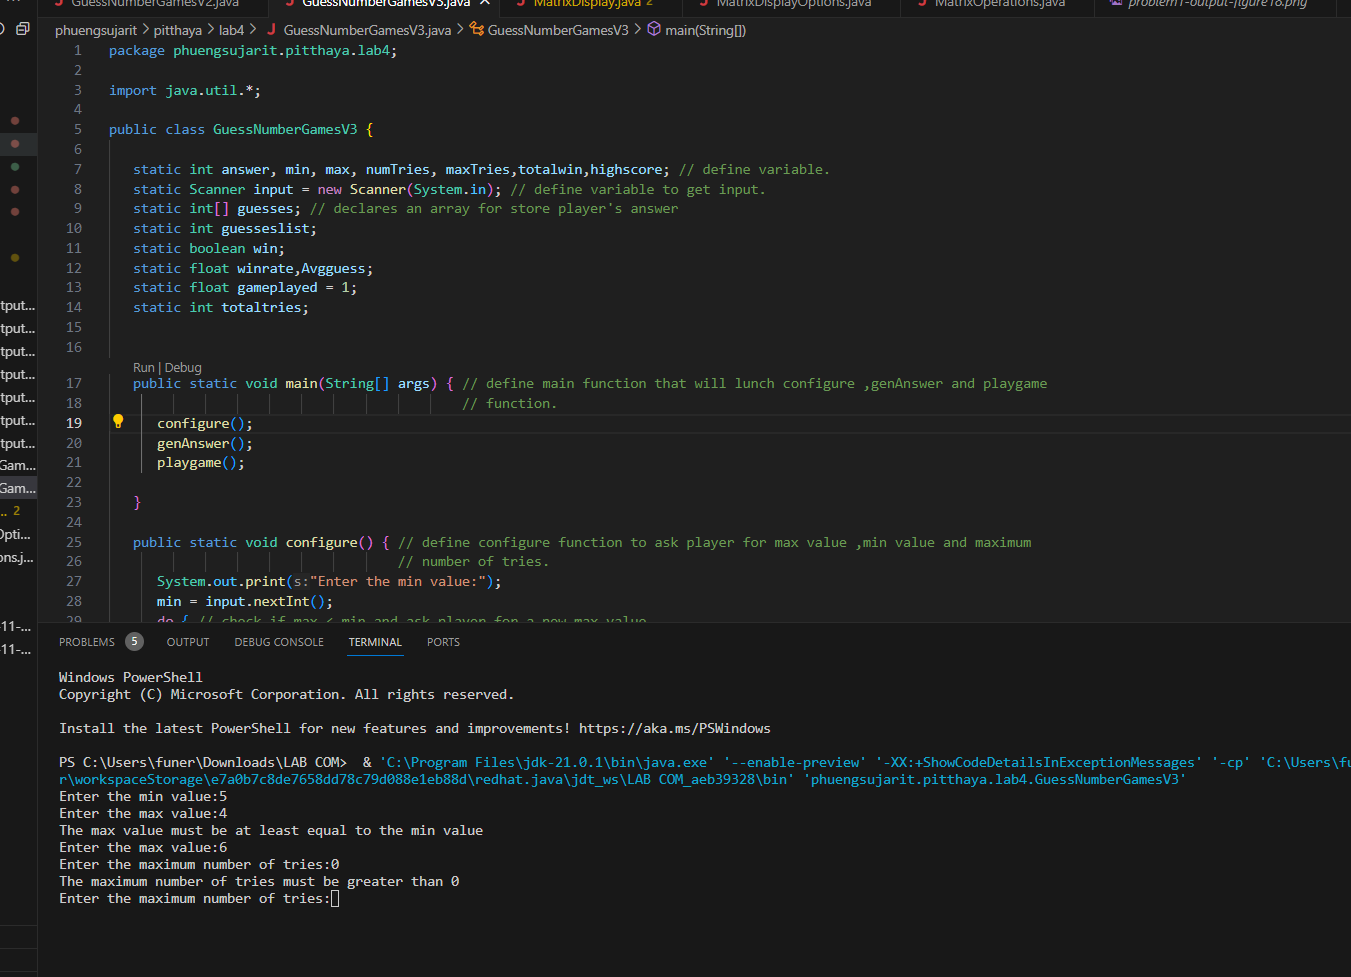 GuessNumberGamesV2.java GuessNumberGamesV3.java MatrixDisplay.java 2 MatrixDisplayOptions.java MatrixOperations.java problem1-output-figure18.png
phuengsujarit > pitthaya > lab4 > J GuessNumberGamesV3.java > GuessNumberGamesV3 > main(String[])
1 package phuengsujarit.pitthaya.lab4;
2
3 import java.util.*;
4
5 public class GuessNumberGamesV3 {
6
7 static int answer, min, max, numTries, maxTries,totalwin,highscore; // define variable.
8 static Scanner input = new Scanner(System.in); // define variable to get input.
9 static int[] guesses; // declares an array for store player's answer
10 static int guesseslist;
11 static boolean win;
12 static float winrate,Avgguess;
13 static float gameplayed = 1;
14 static int totaltries;
15
16
Run | Debug
17 public static void main(String[] args) { // define main function that will lunch configure ,genAnswer and playgame
18 // function.
19 configure();
20 genAnswer();
21 playgame();
22
23 }
24
25 public static void configure() { // define configure function to ask player for max value ,min value and maximum
26 // number of tries.
27 System.out.print(s:"Enter the min value:");
28 min = input.nextInt();
29 do { // check if max < min and ask player for a new max value
tput...
tput...
tput...
tput...
tput...
tput...
tput...
Gam...
Gam...
.. 2
Opti...
ons.j...
-11-...
-11-...
PROBLEMS 5 OUTPUT DEBUG CONSOLE TERMINAL PORTS
Windows PowerShell
Copyright (C) Microsoft Corporation. All rights reserved.
Install the latest PowerShell for new features and improvements! https://aka.ms/PSWindows
PS C:\Users\funer\Downloads\LAB COM> & 'C:\Program Files\jdk-21.0.1\bin\java.exe' '--enable-preview' '-XX:+ShowCodeDetailsInExceptionMessages' '-cp' 'C:\Users\fu
r\workspaceStorage\e7a0b7c8de7658dd78c79d088e1eb88d\redhat.java\jdt_ws\LAB COM_aeb39328\bin' 'phuengsujarit.pitthaya.lab4.GuessNumberGamesV3'
Enter the min value:5
Enter the max value:4
The max value must be at least equal to the min value
Enter the max value:6
Enter the maximum number of tries:0
The maximum number of tries must be greater than 0
Enter the maximum number of tries: